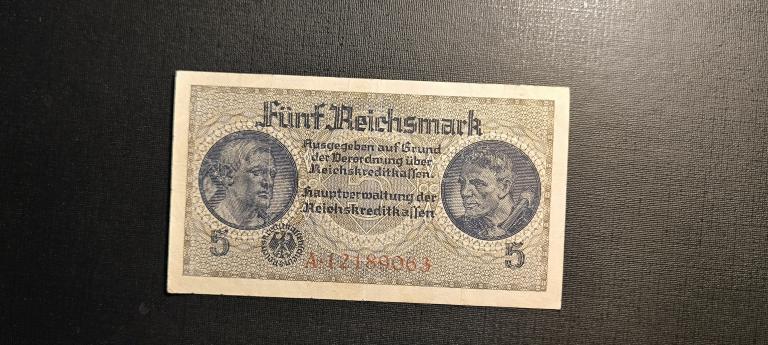 Fünf Reichsmark
Ausgegeben auf Grund
der Verordnung über
Reichskreditkassen.
Hauptverwaltung der
Reichskreditkassen
5
5
A·12189063